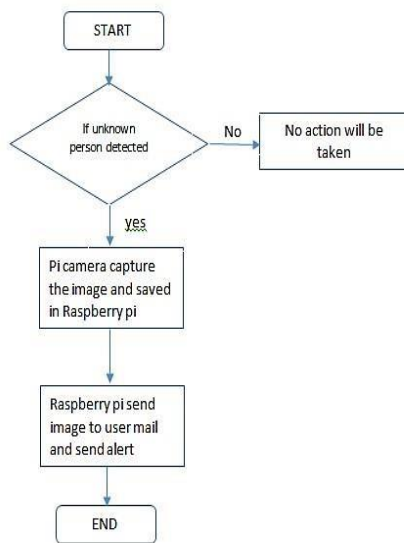 START
If unknown
person detected
No
No action will be
taken
yes
Pi camera capture
the image and saved
in Raspberry pi
Raspberry pi send
image to user mail
and send alert
END